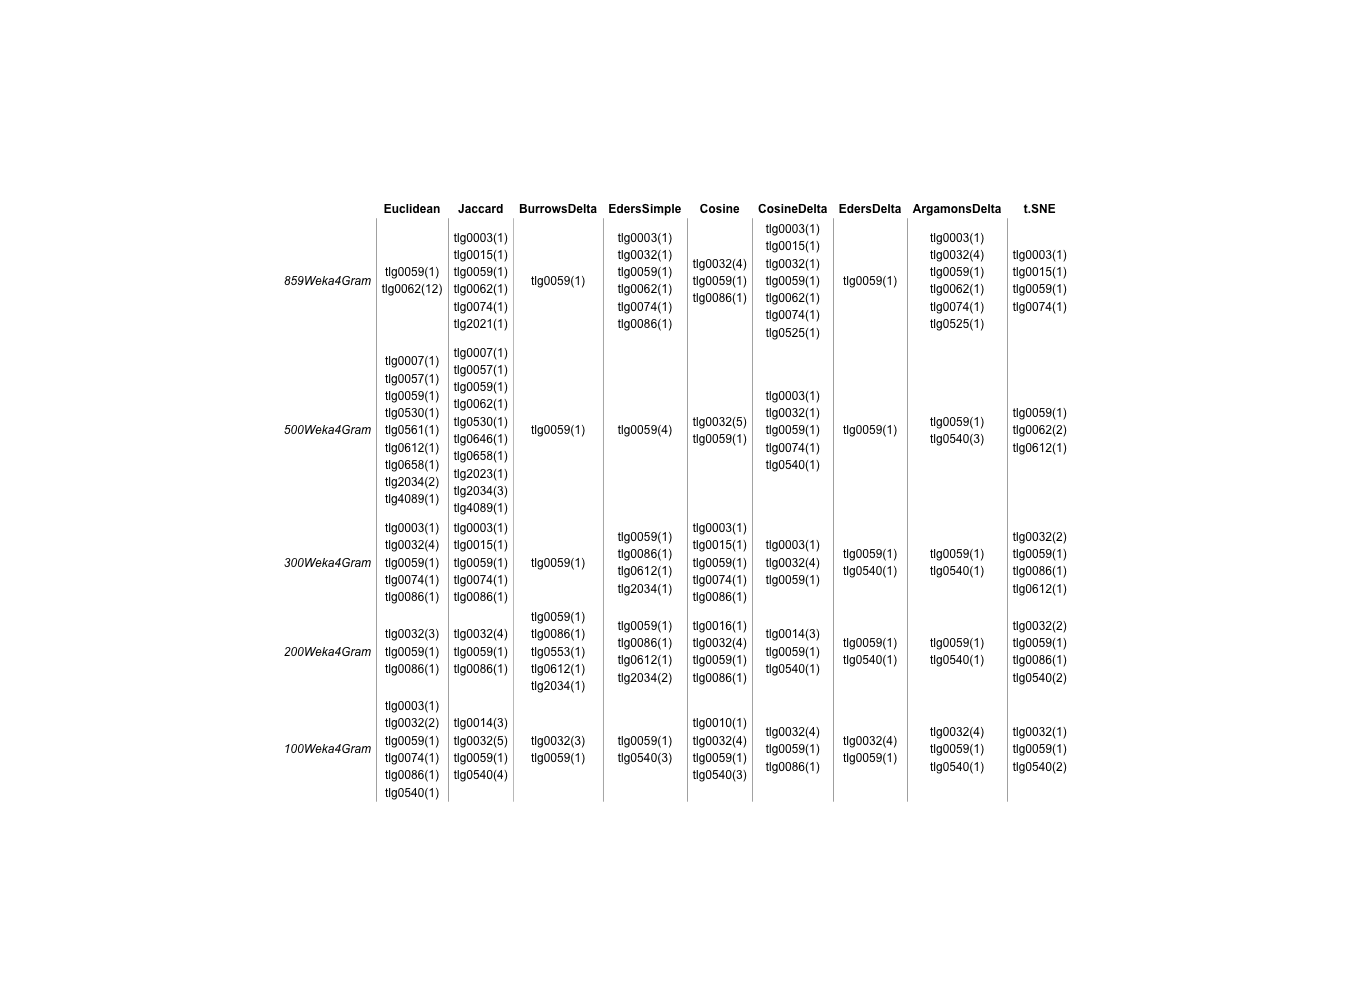 Euclidean Jaccard BurrowsDelta EdersSimple Cosine CosineDelta EdersDelta ArgamonsDelta t.SNE
859Weka4Gram
tlg0059(1)
tlg0062(12)
tlg0003(1)
tlg0015(1)
tlg0059(1)
tlg0062(1)
tlg0074(1)
tlg2021(1)
tlg0059(1)
tlg0003(1)
tlg0032(1)
tlg0059(1)
tlg0062(1)
tlg0074(1)
tlg0086(1)
tlg0032(4)
tlg0059(1)
tlg0086(1)
tlg0003(1)
tlg0015(1)
tlg0032(1)
tlg0059(1)
tlg0062(1)
tlg0074(1)
tlg0525(1)
tlg0059(1)
tlg0003(1)
tlg0032(4)
tlg0059(1)
tlg0062(1)
tlg0074(1)
tlg0525(1)
tlg0003(1)
tlg0015(1)
tlg0059(1)
tlg0074(1)
500Weka4Gram
tlg0007(1)
tlg0057(1)
tlg0059(1)
tlg0530(1)
tlg0561(1)
tlg0612(1)
tlg0658(1)
tlg2034(2)
tlg4089(1)
tlg0007(1)
tlg0057(1)
tlg0059(1)
tlg0062(1)
tlg0530(1)
tlg0646(1)
tlg0658(1)
tlg2023(1)
tlg2034(3)
tlg4089(1)
tlg0059(1)
tlg0059(4)
tlg0032(5)
tlg0059(1)
tlg0003(1)
tlg0032(1)
tlg0059(1)
tlg0074(1)
tlg0540(1)
tlg0059(1)
tlg0059(1)
tlg0540(3)
tlg0059(1)
tlg0062(2)
tlg0612(1)
300Weka4Gram
tlg0003(1)
tlg0032(4)
tlg0059(1)
tlg0074(1)
tlg0086(1)
tlg0003(1)
tlg0015(1)
tlg0059(1)
tlg0074(1)
tlg0086(1)
tlg0059(1)
tlg0059(1)
tlg0086(1)
tlg0612(1)
tlg2034(1)
tlg0003(1)
tlg0015(1)
tlg0059(1)
tlg0074(1)
tlg0086(1)
tlg0003(1)
tlg0032(4)
tlg0059(1)
tlg0059(1)
tlg0540(1)
tlg0059(1)
tlg0540(1)
tlg0032(2)
tlg0059(1)
tlg0086(1)
tlg0612(1)
200Weka4Gram
tlg0032(3)
tlg0059(1)
tlg0086(1)
tlg0032(4)
tlg0059(1)
tlg0086(1)
tlg0059(1)
tlg0086(1)
tlg0553(1)
tlg0612(1)
tlg2034(1)
tlg0059(1)
tlg0086(1)
tlg0612(1)
tlg2034(2)
tlg0016(1)
tlg0032(4)
tlg0059(1)
tlg0086(1)
tlg0014(3)
tlg0059(1)
tlg0540(1)
tlg0059(1)
tlg0540(1)
tlg0059(1)
tlg0540(1)
tlg0032(2)
tlg0059(1)
tlg0086(1)
tlg0540(2)
100Weka4Gram
tlg0003(1)
tlg0032(2)
tlg0059(1)
tlg0074(1)
tlg0086(1)
tlg0540(1)
tlg0014(3)
tlg0032(5)
tlg0059(1)
tlg0540(4)
tlg0032(3)
tlg0059(1)
tlg0059(1)
tlg0540(3)
tlg0010(1)
tlg0032(4)
tlg0059(1)
tlg0540(3)
tlg0032(4)
tlg0059(1)
tlg0086(1)
tlg0032(4)
tlg0059(1)
tlg0032(4)
tlg0059(1)
tlg0540(1)
tlg0032(1)
tlg0059(1)
tlg0540(2)